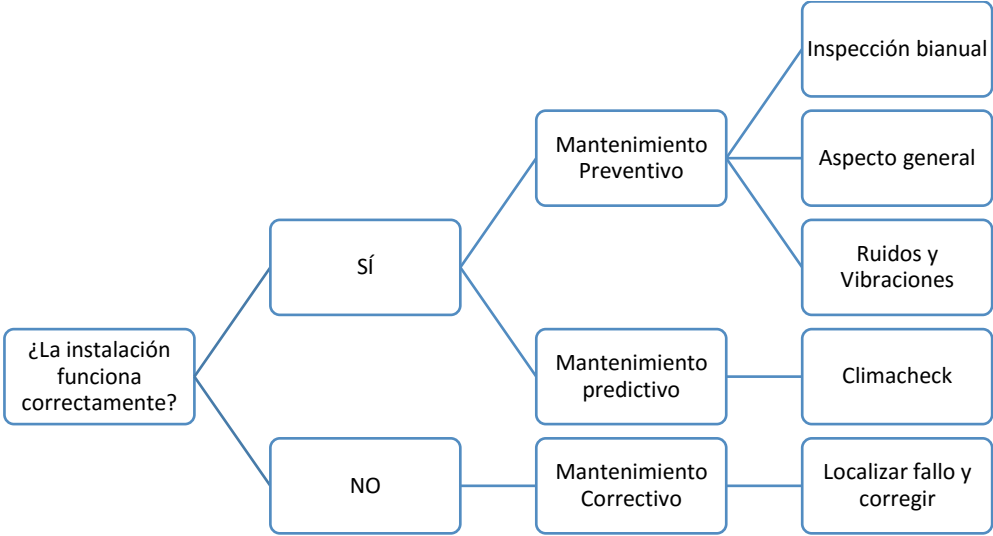 ¿La instalación
funciona
correctamente?
SÍ
Mantenimiento
Preventivo
Inspección bianual
Aspecto general
Ruidos y
Vibraciones
Mantenimiento
predictivo
Climacheck
NO
Mantenimiento
Correctivo
Localizar fallo y
corregir